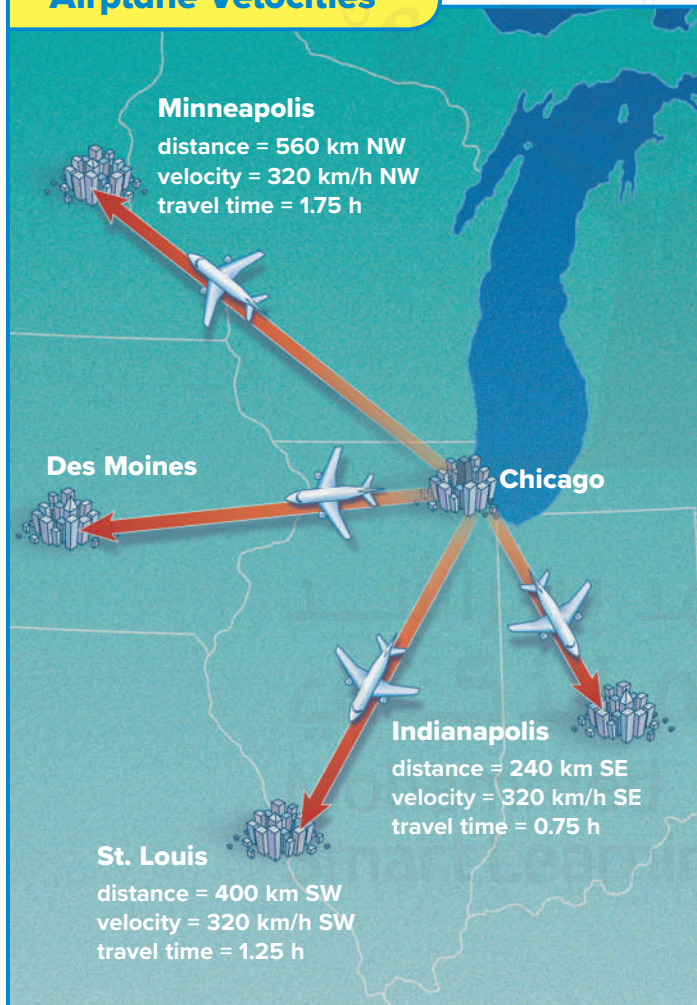 Airplane Velocities
Minneapolis
distance = 560 km NW
velocity = 320 km/h NW
travel time = 1.75 h
Des Moines
Chicago
Indianapolis
distance = 240 km SE
velocity = 320 km/h SE
travel time = 0.75 h
St. Louis
distance = 400 km SW
velocity = 320 km/h SW
travel time = 1.25 h